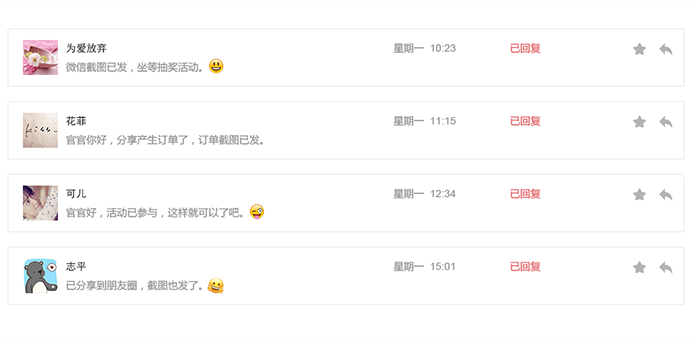 为爱放弃 星期一 10:23 已回复
微信截图已发，坐等抽奖活动。
花菲 星期一 11:15 已回复
kiss
官官你好，分享产生订单了，订单截图已发。
可儿 星期一 12:34 已回复
官官好，活动已参与，这样就可以了吧。
志平 星期一 15:01 已回复
已分享到朋友圈，截图也发了。